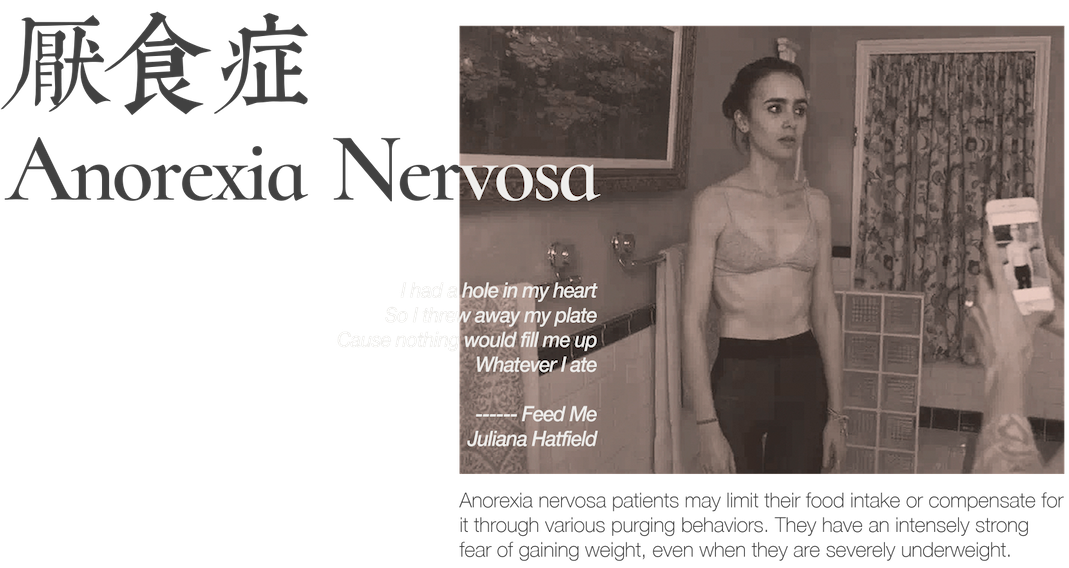 厭食症
Anorexia Nervosa
I had a hole in my heart
So I threw away my plate
Cause nothing would fill me up
Whatever I ate
------ Feed Me
Juliana Hatfield
Anorexia nervosa patients may limit their food intake or compensate for
it through various purging behaviors. They have an intensely strong
fear of gaining weight, even when they are severely underweight.